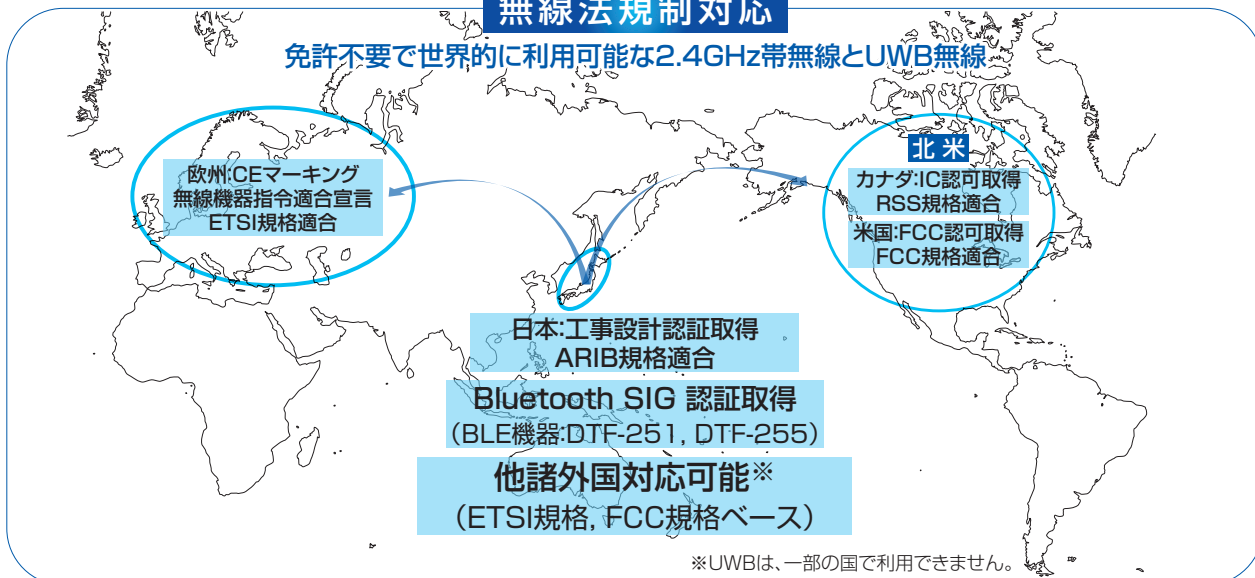 無線法規制対応
免許不要で世界的に利用可能な2.4GHz帯無線とUWB無線
欧州:CEマーキング
無線機器指令適合宣言
ETSI規格適合
北米
カナダ:IC認可取得
RSS規格適合
米国:FCC認可取得
FCC規格適合
日本:工事設計認証取得
ARIB規格適合
Bluetooth SIG 認証取得
(BLE機器:DTF-251, DTF-255)
他諸外国対応可能※
(ETSI規格, FCC規格ベース)
※UWBは、一部の国で利用できません。